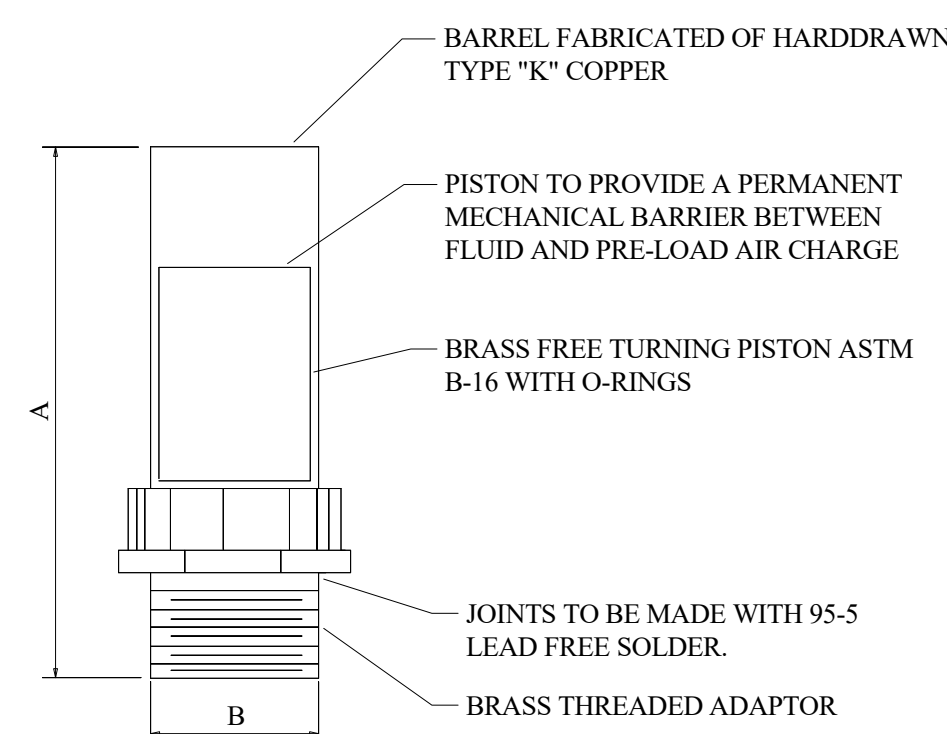 BARREL FABRICATED OF HARDDRAWN
TYPE "K" COPPER
PISTON TO PROVIDE A PERMANENT
MECHANICAL BARRIER BETWEEN
FLUID AND PRE-LOAD AIR CHARGE
BRASS FREE TURNING PISTON ASTM
B-16 WITH O-RINGS
A
JOINTS TO BE MADE WITH 95-5
LEAD FREE SOLDER.
BRASS THREADED ADAPTOR
B